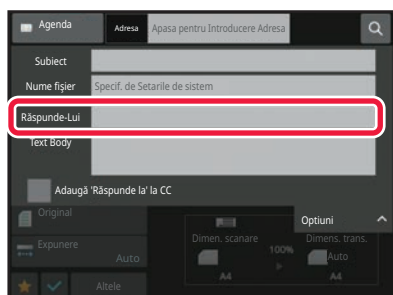 Agenda
Adresa
Apasa pentru Introducere Adresa
Subiect
Nume fișier
Specif. de Setarile de sistem
Răspunde-Lui
Text Body
Adaugă 'Răspunde la' la CC
Original
Optiuni
Expunere
Auto
Dimen. scanare
100%
Dimens. trans.
Auto
A4
A4
Altele